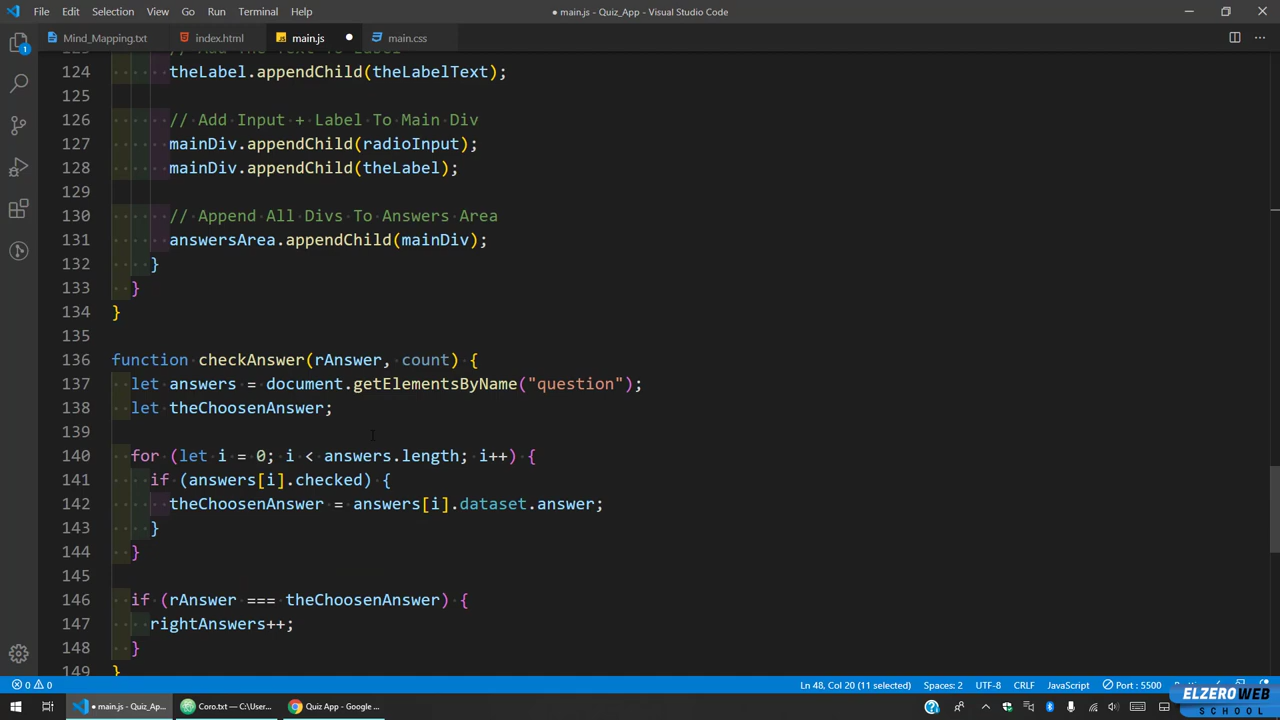 File Edit Selection View Go Run Terminal Help
● main.js - Quiz_App - Visual Studio Code
Mind_Mapping.txt index.html main.js ● main.css
124 theLabel.appendChild(theLabelText);
125
126 // Add Input + Label To Main Div
127 mainDiv.appendChild(radioInput);
128 mainDiv.appendChild(theLabel);
129
130 // Append All Divs To Answers Area
131 answersArea.appendChild(mainDiv);
132 }
133 }
134 }
135
136 function checkAnswer(rAnswer, count) {
137 let answers = document.getElementsByName("question");
138 let theChoosenAnswer;
139
140 for (let i = 0; i < answers.length; i++) {
141 if (answers[i].checked) {
142 theChoosenAnswer = answers[i].dataset.answer;
143 }
144 }
145
146 if (rAnswer === theChoosenAnswer) {
147 rightAnswers++;
148 }
149 }
1
0 0 Ln 48, Col 20 (11 selected) Spaces: 2 UTF-8 CRLF JavaScript Port : 5500
● main.js - Quiz_Ap... Coro.txt — C:\User... Quiz App - Google ...
ELZEROWEB
SCHOOL